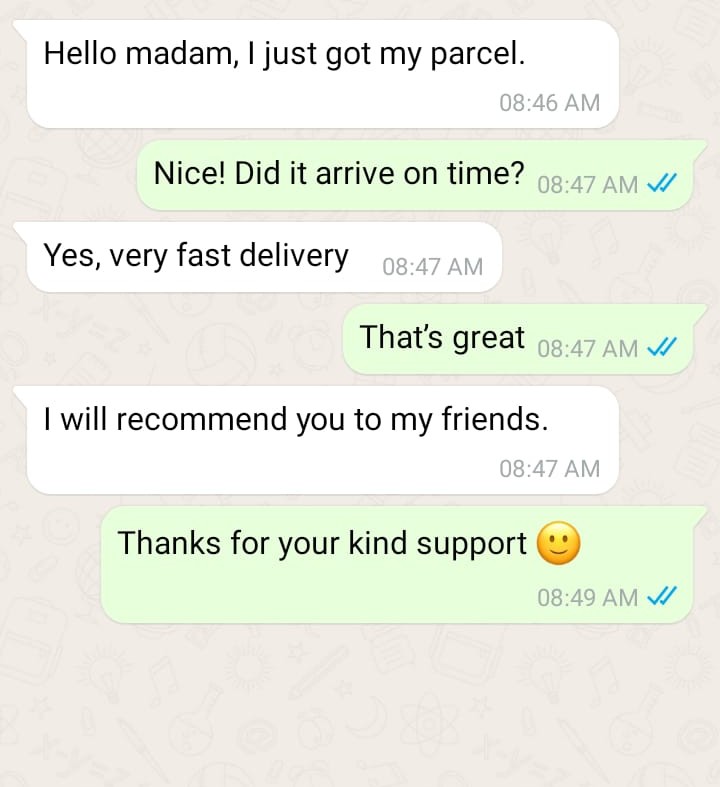 Hello madam, I just got my parcel.
08:46 AM
Nice! Did it arrive on time? 08:47 AM
Yes, very fast delivery 08:47 AM
That’s great 08:47 AM
I will recommend you to my friends.
08:47 AM
Thanks for your kind support 🙂
08:49 AM